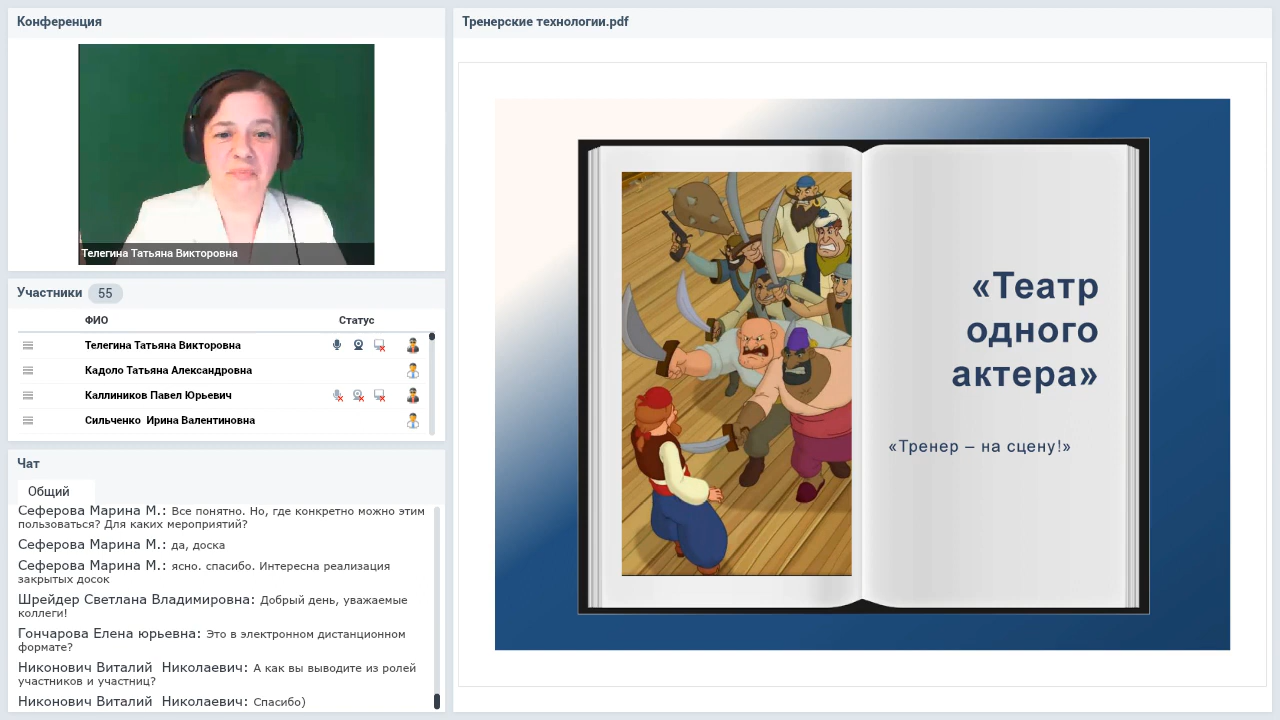 Конференция
Телегина Татьяна Викторовна
Участники 55
ФИО Статус
Телегина Татьяна Викторовна
Кадоло Татьяна Александровна
Каллиников Павел Юрьевич
Сильченко Ирина Валентиновна
Чат
Общий
Сеферова Марина М.: Все понятно. Но, где конкретно можно этим
пользоваться? Для каких мероприятий?
Сеферова Марина М.: да, доска
Сеферова Марина М.: ясно. спасибо. Интересна реализация
закрытых досок
Шрейдер Светлана Владимировна: Добрый день, уважаемые
коллеги!
Гончарова Елена юрьевна: Это в электронном дистанционном
формате?
Никонович Виталий Николаевич: А как вы выводите из ролей
участников и участниц?
Никонович Виталий Николаевич: Спасибо)
Тренерские технологии.pdf
«Театр
одного
актера»
«Тренер – на сцену!»